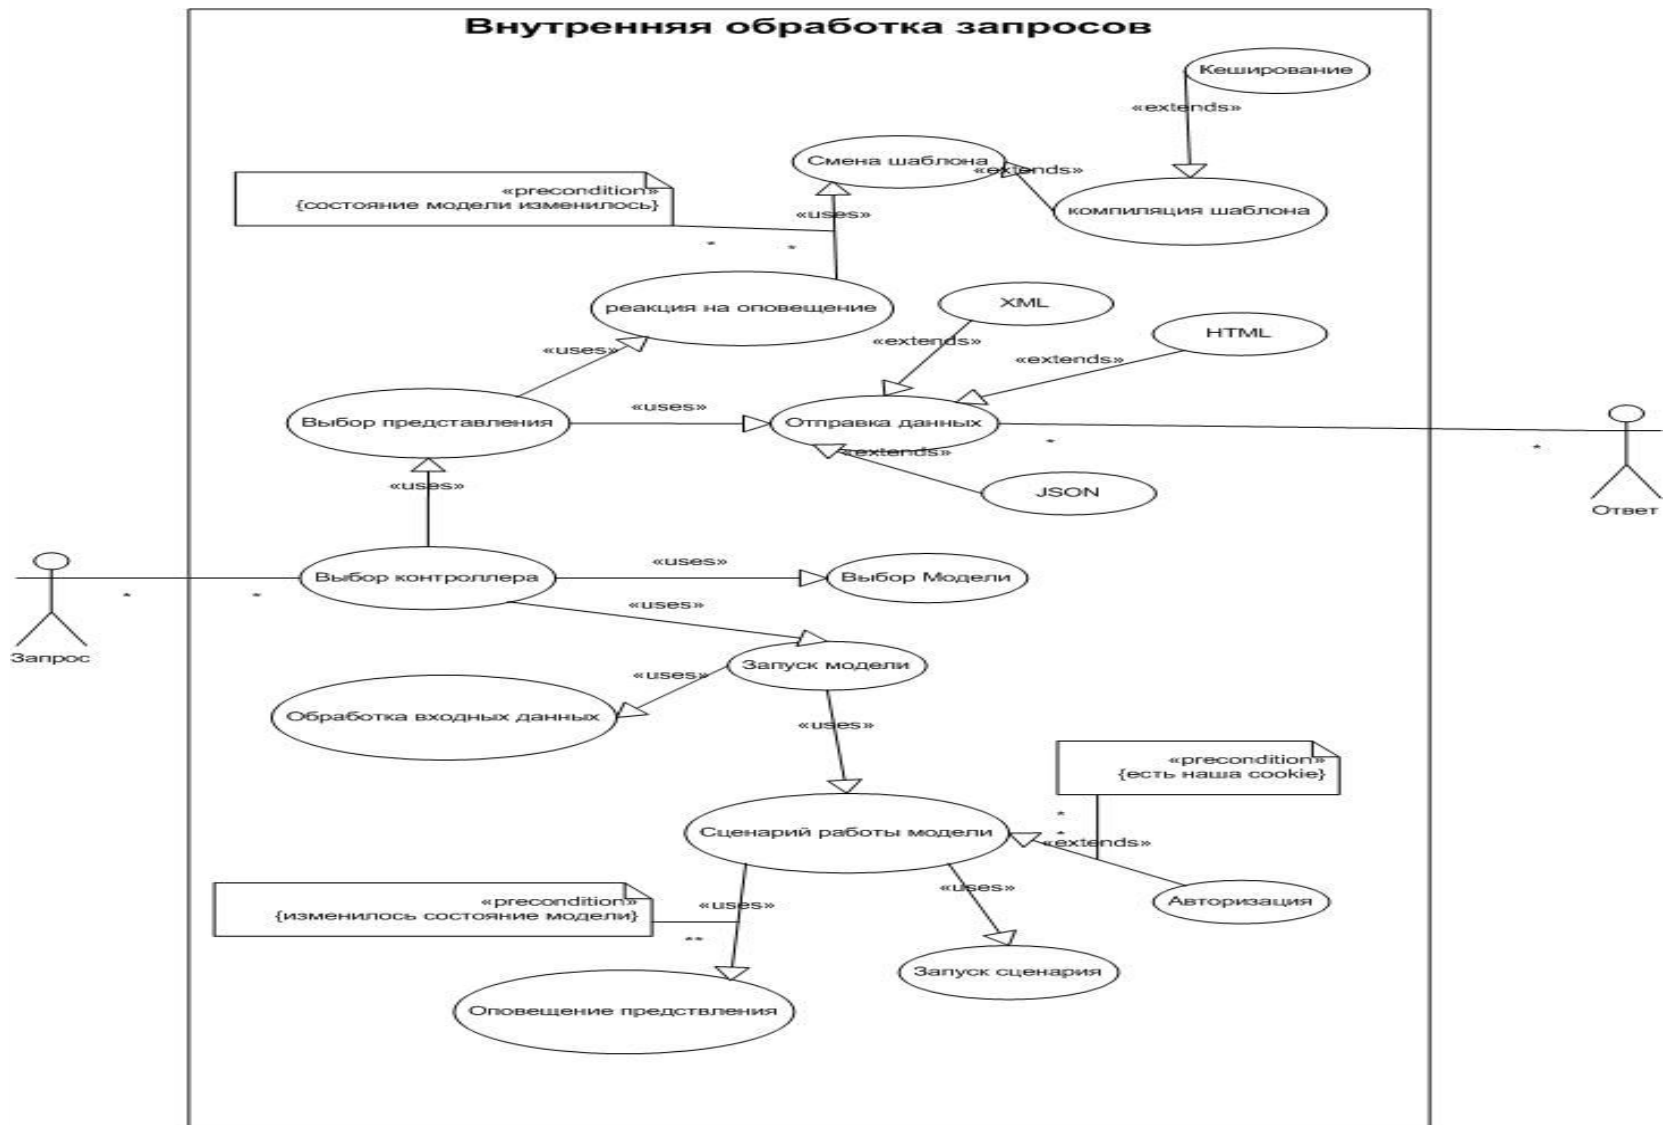 Внутренняя обработка запросов
Кеширование
«extends»
Смена шаблона
«extends»
«precondition»
{состояние модели изменилось}
«uses»
компиляция шаблона
* *
реакция на оповещение
XML
HTML
«uses»
«extends»
«extends»
Выбор представления
«uses»
Отправка данных
*
*
«extends»
«uses»
JSON
Ответ
Выбор контроллера
«uses»
Выбор Модели
* *
«uses»
Запрос
Запуск модели
«uses»
Обработка входных данных
«uses»
«precondition»
{есть наша cookie}
*
*
Сценарий работы модели
«extends»
«uses»
Авторизация
«precondition»
{изменилось состояние модели}
«uses»
**
Запуск сценария
Оповещение предствления